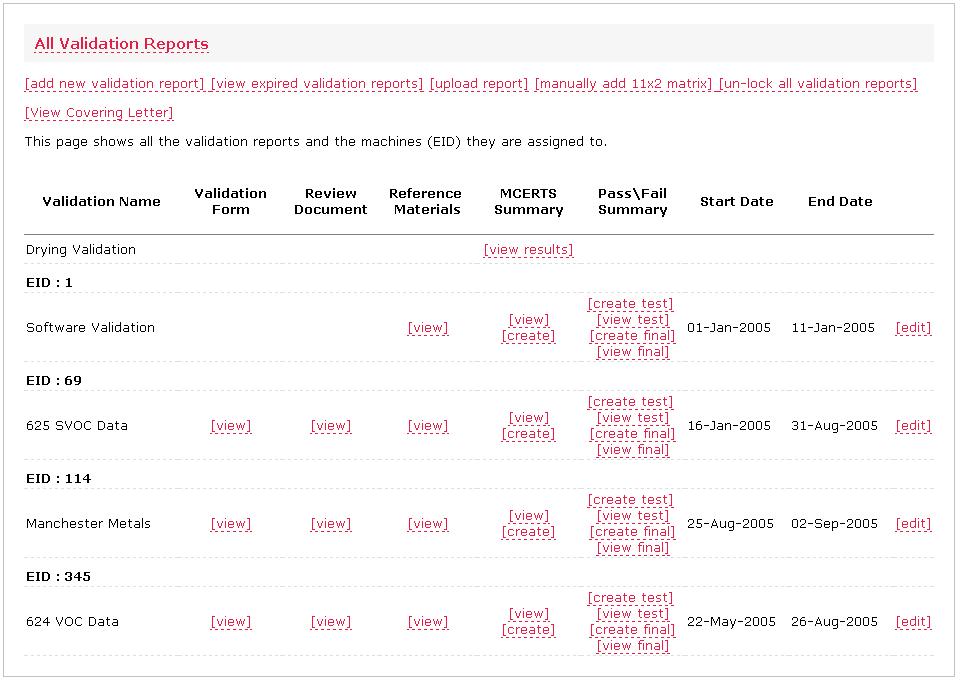 All Validation Reports
[add new validation report] [view expired validation reports] [upload report] [manually add 11x2 matrix] [un-lock all validation reports]
[View Covering Letter]
This page shows all the validation reports and the machines (EID) they are assigned to.
Validation Name Validation Form Review Document Reference Materials MCERTS Summary Pass\Fail Summary Start Date End Date
Drying Validation [view results]
EID : 1
[create test]
[view] [view test]
Software Validation [view] 01-Jan-2005 11-Jan-2005 [edit]
[create] [create final]
[view final]
EID : 69
[create test]
[view] [view test]
625 SVOC Data [view] [view] [view] 16-Jan-2005 31-Aug-2005 [edit]
[create] [create final]
[view final]
EID : 114
[create test]
[view] [view test]
Manchester Metals [view] [view] [view] 25-Aug-2005 02-Sep-2005 [edit]
[create] [create final]
[view final]
EID : 345
[create test]
[view] [view test]
624 VOC Data [view] [view] [view] 22-May-2005 26-Aug-2005 [edit]
[create] [create final]
[view final]